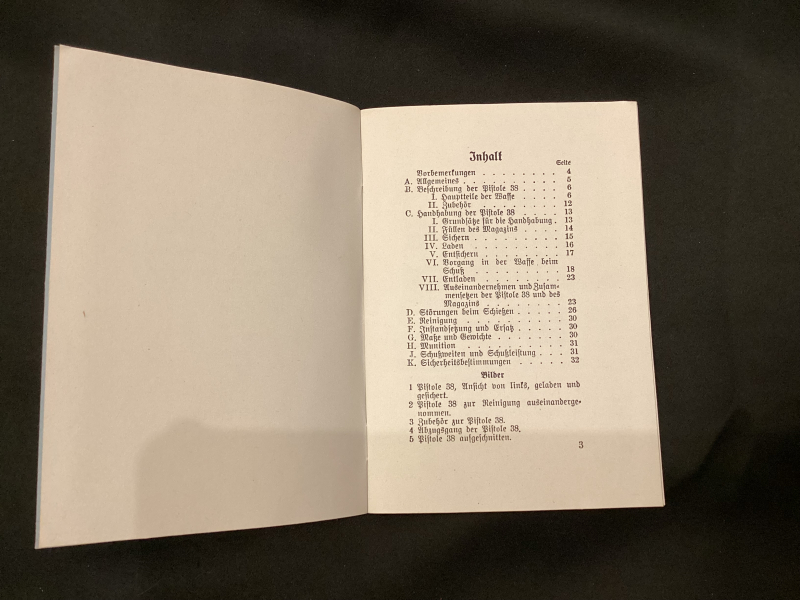 Inhalt
Seite
Vorbemerkungen . . . . . . . . 4
A. Allgemeines . . . . . . . . . 5
B. Beschreibung der Pistole 38 . . . . 6
I. Hauptteile der Waffe . . . . 6
II. Zubehör . . . . . . . 12
C. Handhabung der Pistole 38 . . . . 13
I. Grundsätze für die Handhabung . 13
II. Füllen des Magazins . . . . . 14
III. Sichern . . . . . . . . 15
IV. Laden . . . . . . . . 16
V. Entsichern . . . . . . . 17
VI. Vorgang in der Waffe beim
Schuß . . . . . . . . 18
VII. Entladen . . . . . . . 23
VIII. Auseinandernehmen und Zusam-
mensetzen der Pistole 38 und des
Magazins . . . . . . . . 23
D. Störungen beim Schießen . . . . . 26
E. Reinigung . . . . . . . . . 30
F. Instandsetzung und Ersatz . . . . 30
G. Maße und Gewichte . . . . . . 30
H. Munition . . . . . . . . . 31
J. Schußweiten und Schußleistung . . . 31
K. Sicherheitsbestimmungen . . . . . 32
Bilder
1 Pistole 38, Ansicht von links, geladen und
gesichert.
2 Pistole 38 zur Reinigung auseinanderge-
nommen.
3 Zubehör zur Pistole 38.
4 Abzugsgang der Pistole 38.
5 Pistole 38 aufgeschnitten.
3